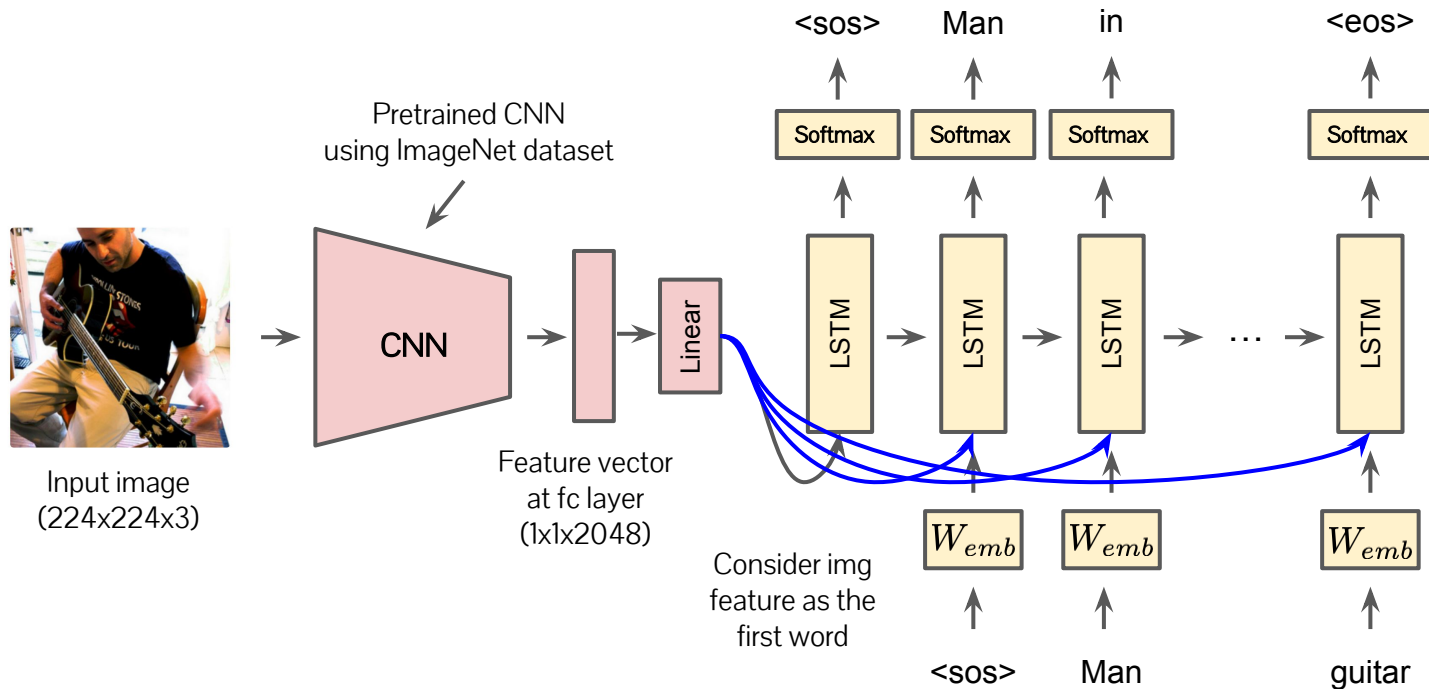 <sos> Man in <eos>
Pretrained CNN
using ImageNet dataset
Softmax Softmax Softmax Softmax
CNN
Linear
LSTM LSTM LSTM ... LSTM
Input image
(224x224x3)
Feature vector
at fc layer
(1x1x2048)
Consider img
feature as the
first word
W_emb W_emb W_emb
<sos> Man guitar